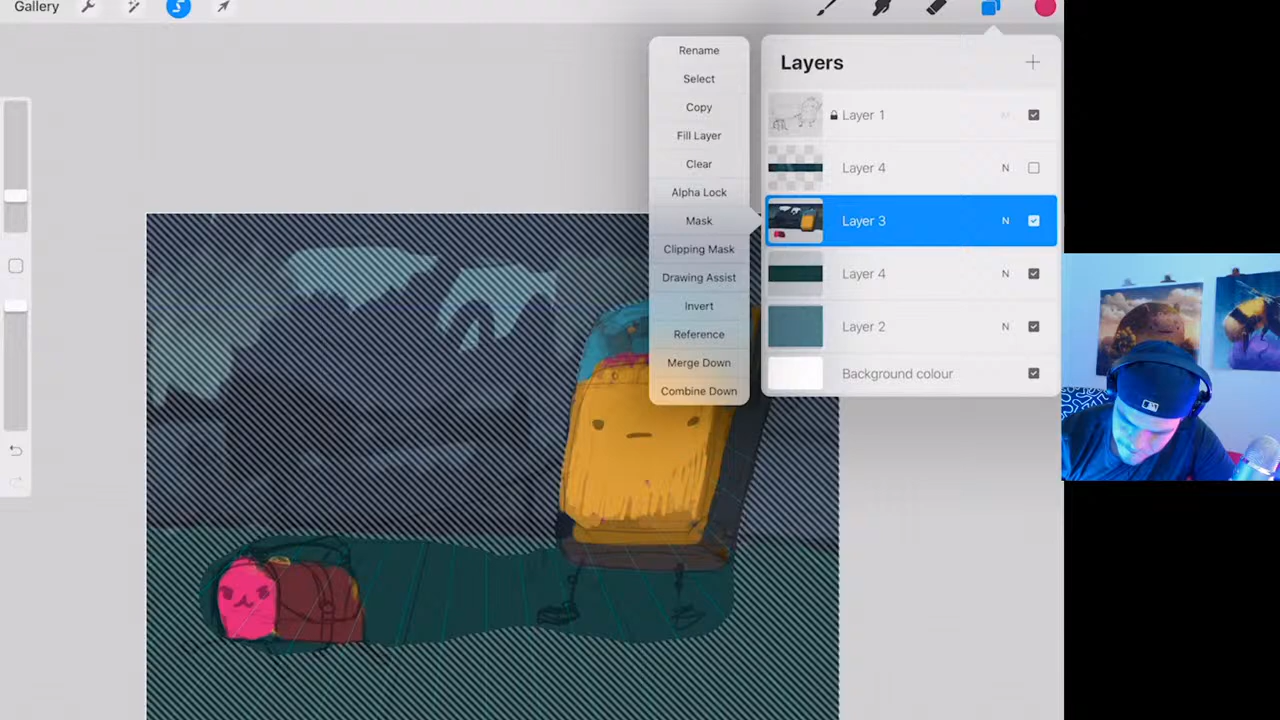 Gallery
Rename
Select
Copy
Fill Layer
Clear
Alpha Lock
Mask
Clipping Mask
Drawing Assist
Invert
Reference
Merge Down
Combine Down
Layers
Layer 1 M
Layer 4 N
Layer 3 N
Layer 4 N
Layer 2 N
Background colour